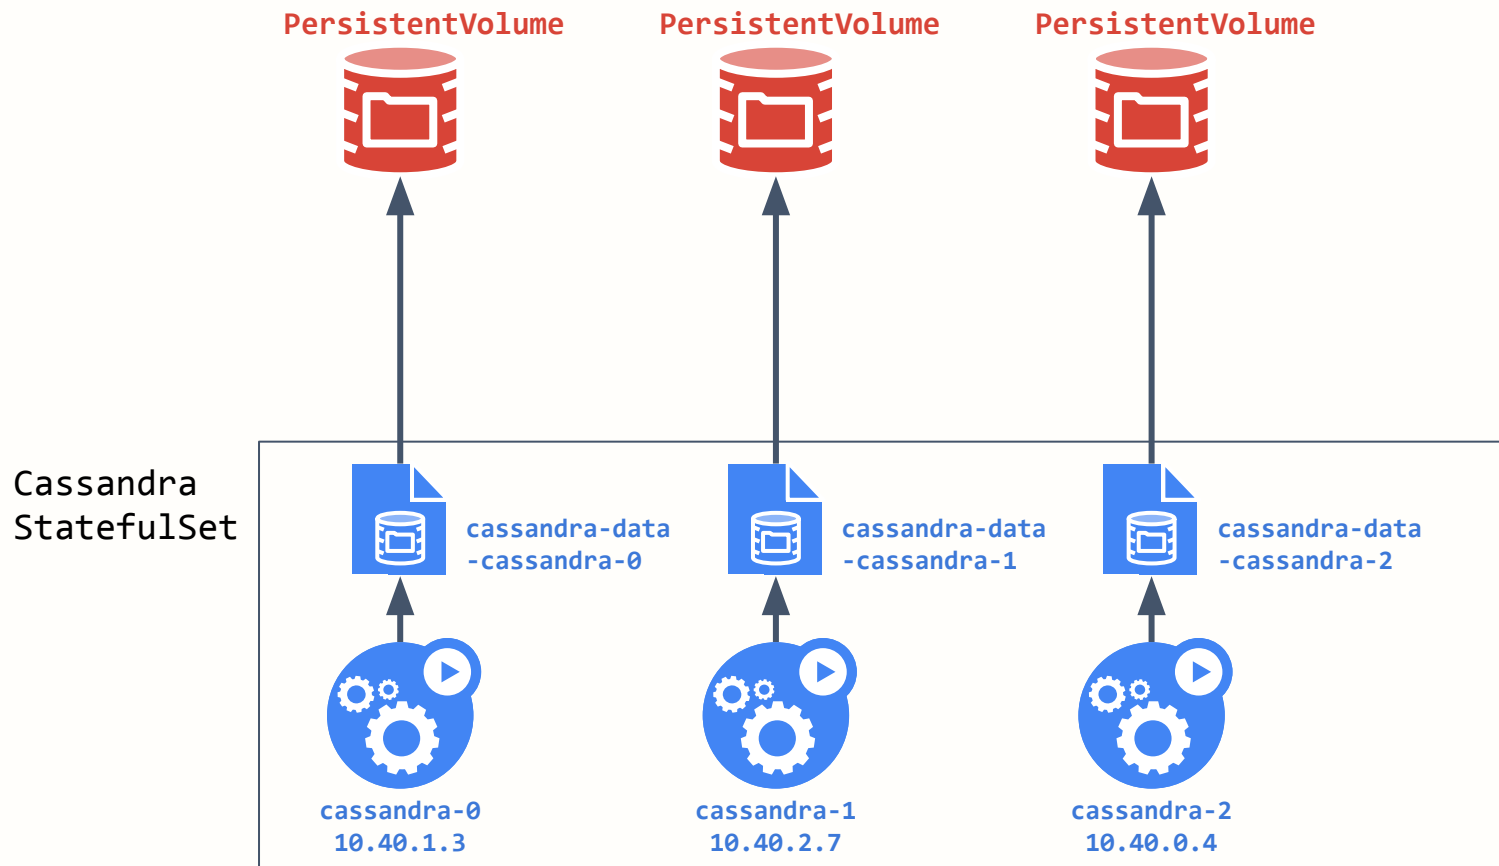 PersistentVolume
PersistentVolume
PersistentVolume
Cassandra
StatefulSet
cassandra-data
-cassandra-0
cassandra-data
-cassandra-1
cassandra-data
-cassandra-2
cassandra-0
10.40.1.3
cassandra-1
10.40.2.7
cassandra-2
10.40.0.4